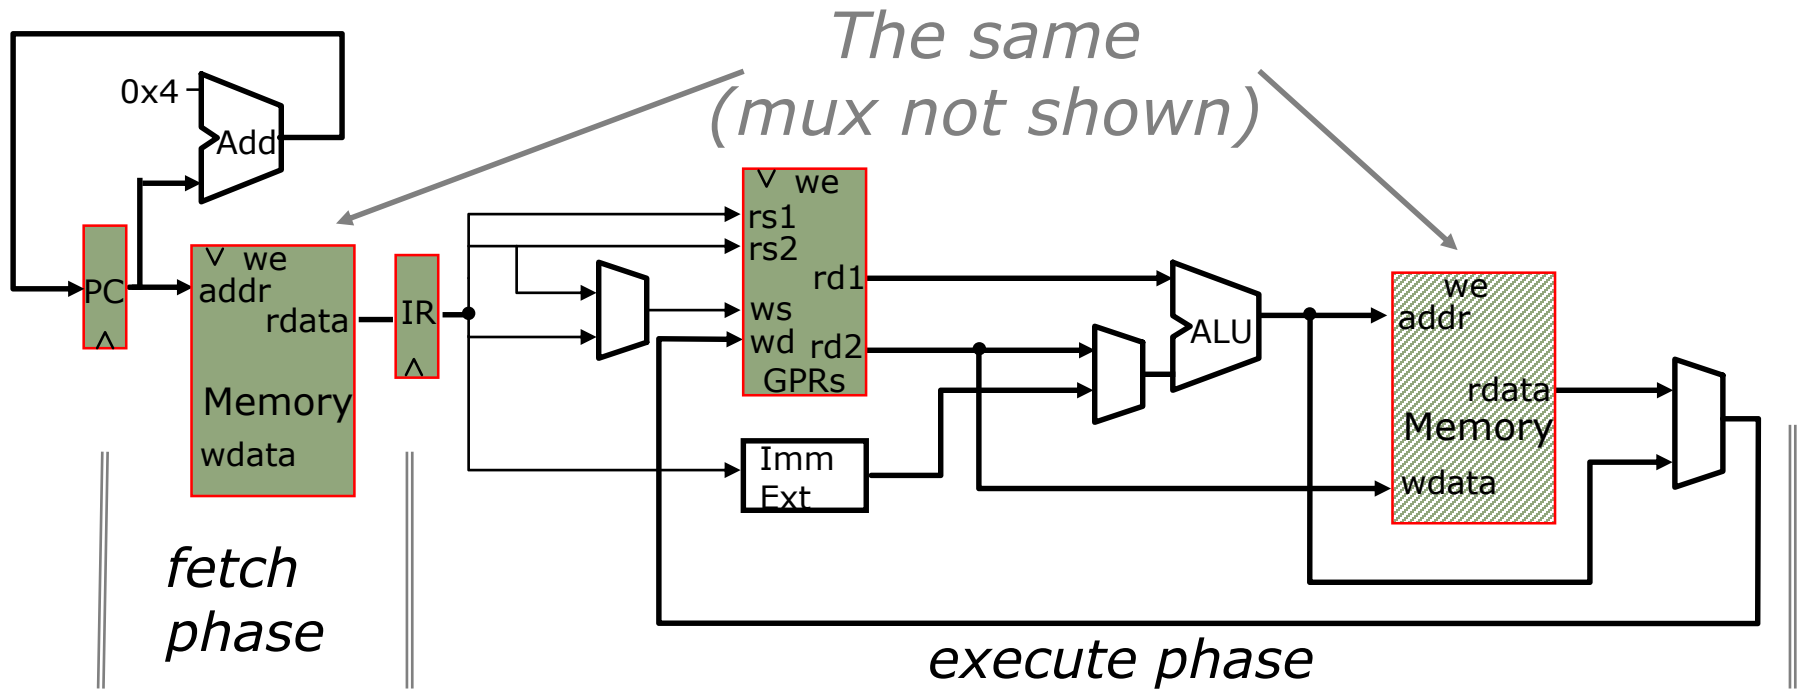 The same
(mux not shown)
0x4
Add
PC
we
addr
rdata
Memory
wdata
IR
we
rs1
rs2
rd1
ws
wd
rd2
GPRs
Imm
Ext
ALU
we
addr
rdata
Memory
wdata
fetch
phase
execute phase